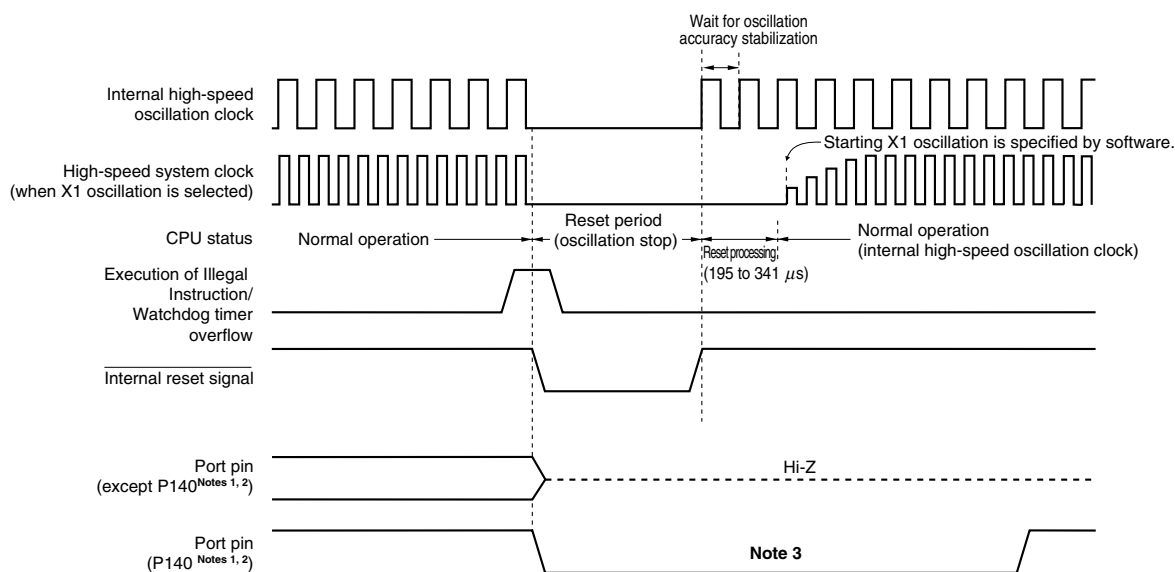 Wait for oscillation
accuracy stabilization
Internal high-speed
oscillation clock
Starting X1 oscillation is specified by software.
High-speed system clock
(when X1 oscillation is selected)
CPU status
Normal operation
Reset period
(oscillation stop)
Reset processing
(195 to 341 μs)
Normal operation
(internal high-speed oscillation clock)
Execution of Illegal
Instruction/
Watchdog timer
overflow
Internal reset signal
Port pin
(except P140Notes 1, 2)
Hi-Z
Port pin
(P140 Notes 1, 2)
Note 3